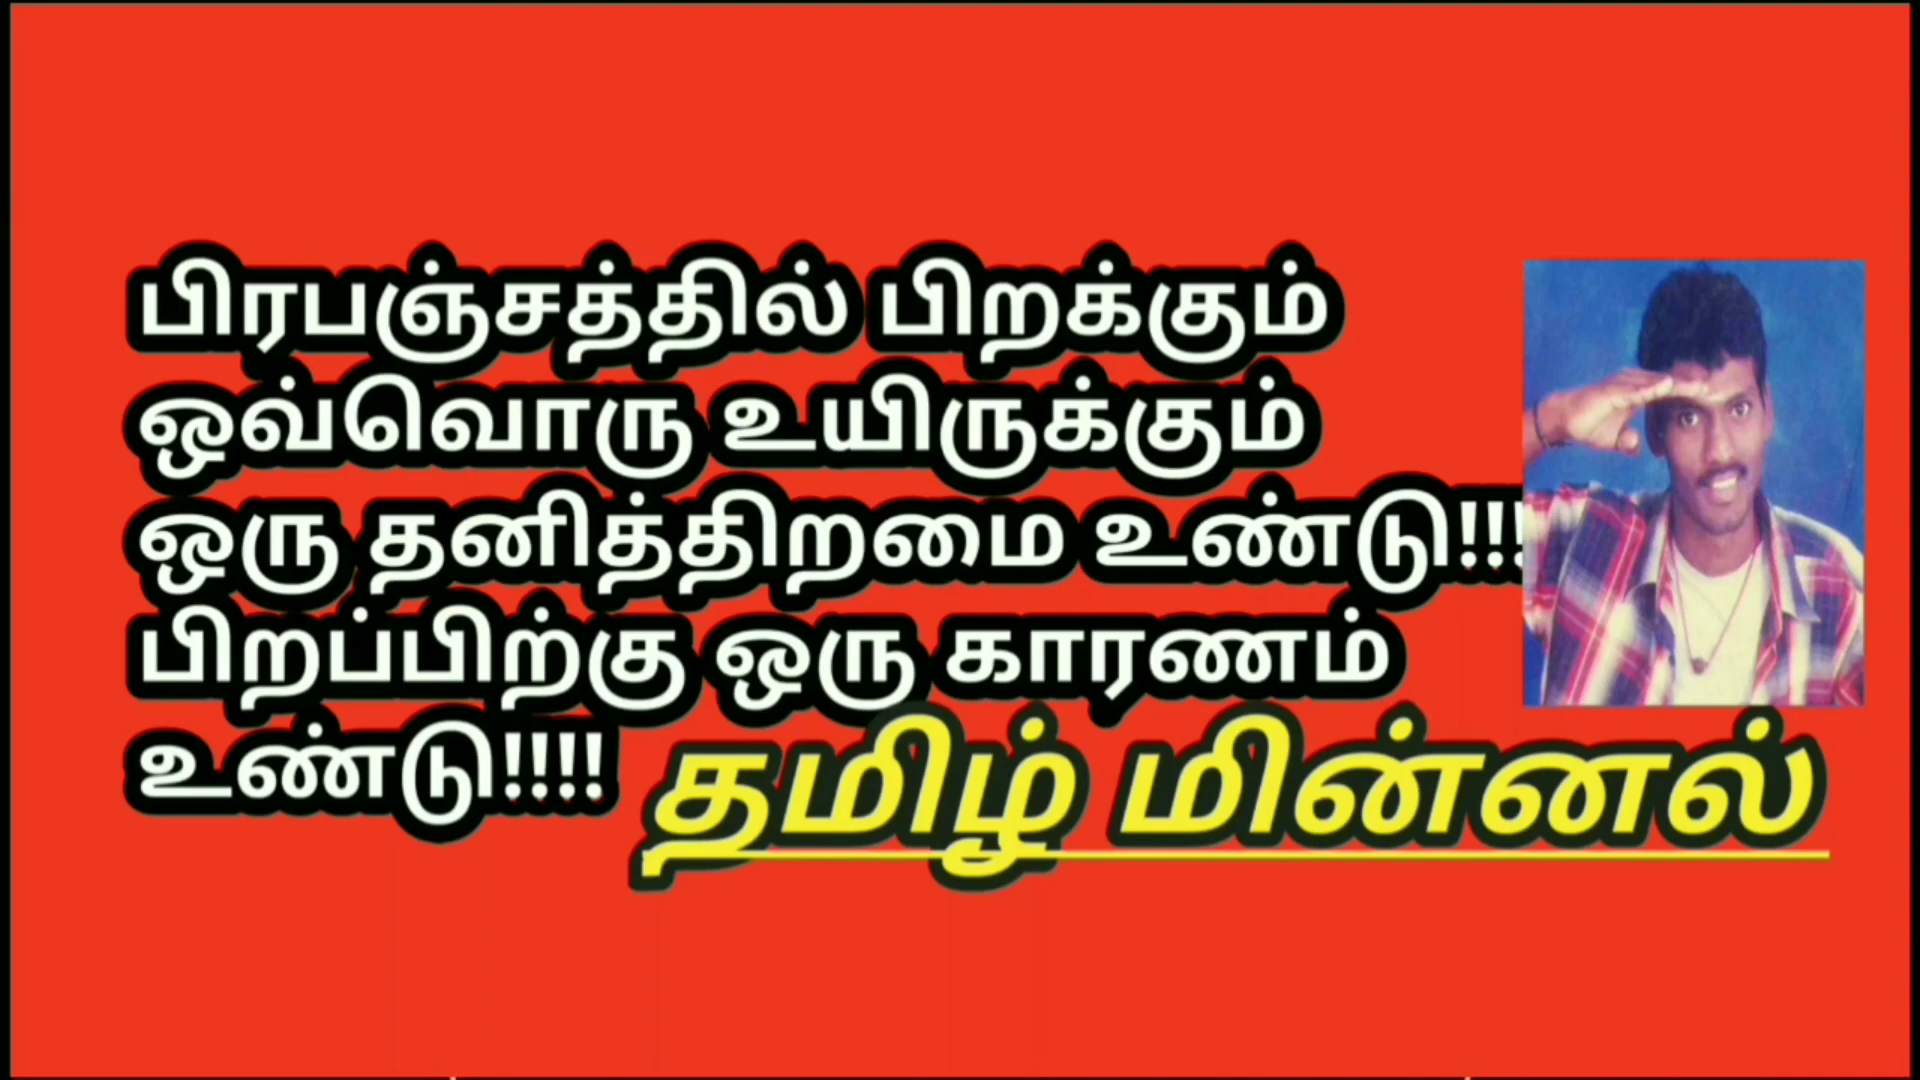 பிரபஞ்சத்தில் பிறக்கும்
ஒவ்வொரு உயிருக்கும்
ஒரு தனித்திறமை உண்டு!!!
பிறப்பிற்கு ஒரு காரணம்
உண்டு!!!!
தமிழ் மின்னல்